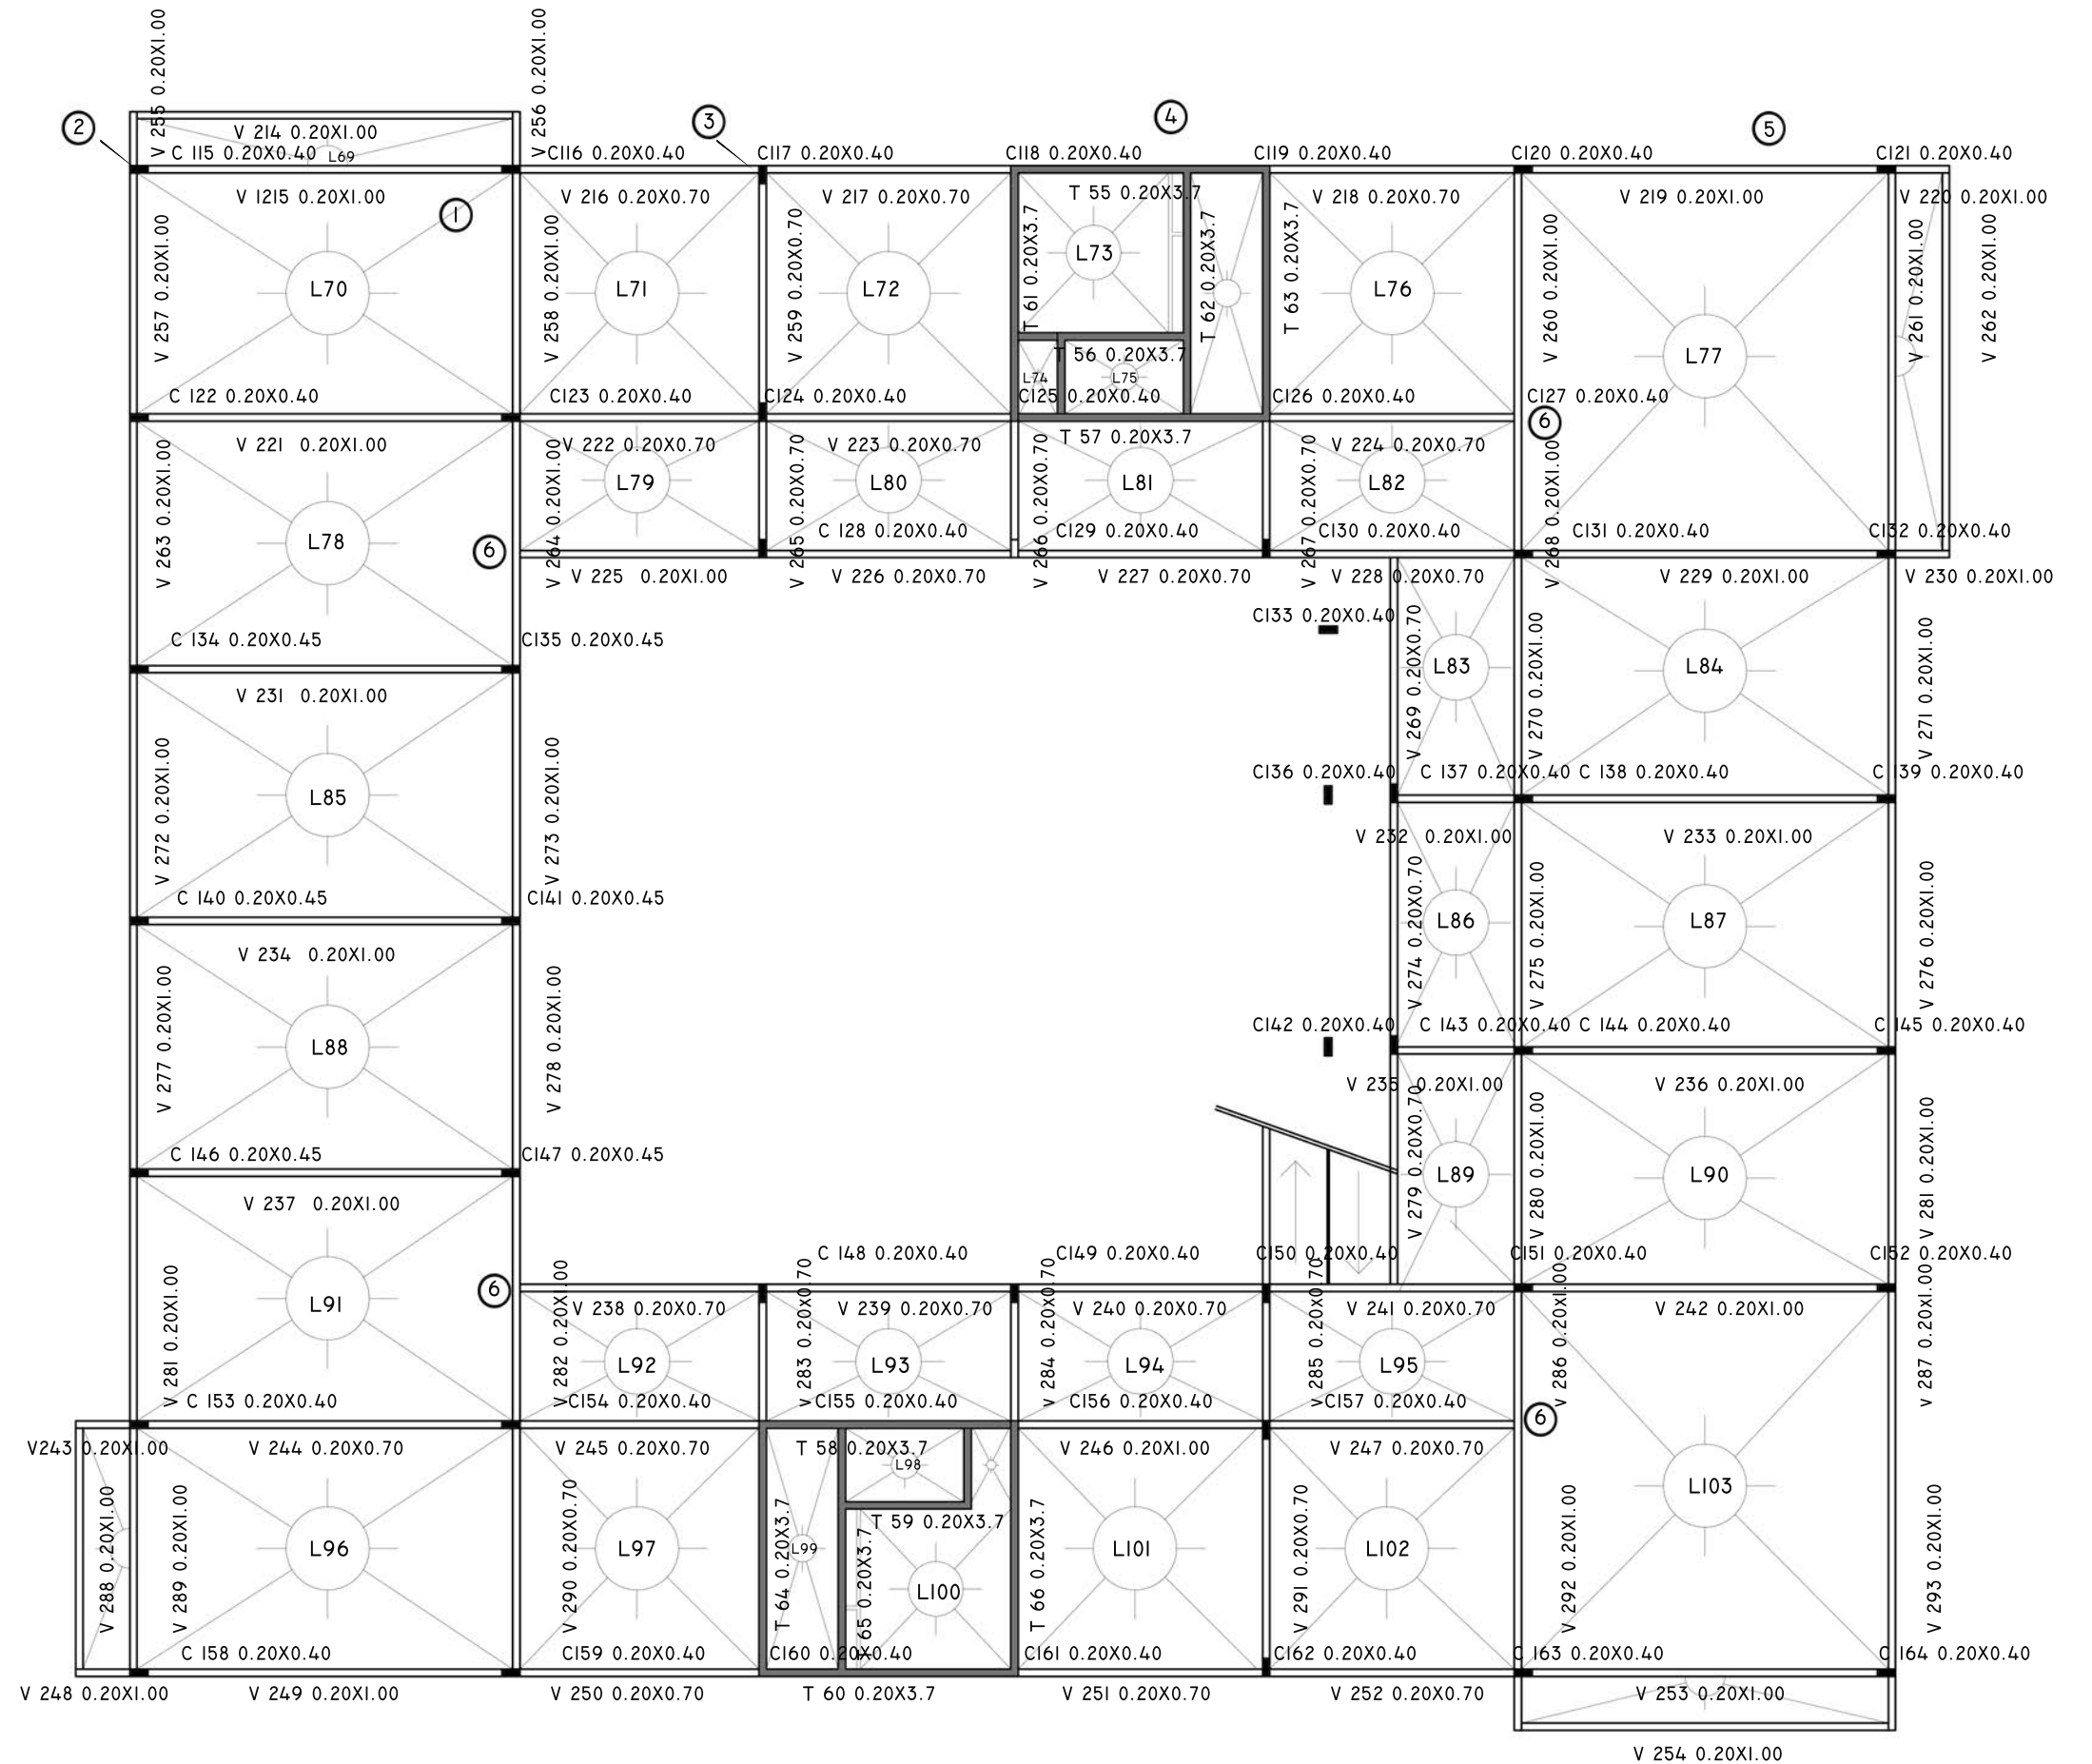 V 255 0.20X1.00
V 256 0.20X1.00
2
3
4
5
V 214 0.20X1.00
C 115 0.20X0.40
L69
C116 0.20X0.40
C117 0.20X0.40
C118 0.20X0.40
C119 0.20X0.40
C120 0.20X0.40
C121 0.20X0.40
V 1215 0.20X1.00
1
V 216 0.20X0.70
V 217 0.20X0.70
T 55 0.20X3.7
V 218 0.20X0.70
V 219 0.20X1.00
V 220 0.20X1.00
V 257 0.20X1.00
L70
V 258 0.20X1.00
L71
V 259 0.20X0.70
L72
T 61 0.20X3.7
L73
T 62 0.20X3.7
T 63 0.20X3.7
L76
V 260 0.20X1.00
L77
V 261 0.20X1.00
V 262 0.20X1.00
T 56 0.20X3.7
L74
L75
C 122 0.20X0.40
C123 0.20X0.40
C124 0.20X0.40
C125 0.20X0.40
C126 0.20X0.40
C127 0.20X0.40
6
V 221 0.20X1.00
V 222 0.20X0.70
V 223 0.20X0.70
T 57 0.20X3.7
V 224 0.20X0.70
V 263 0.20X1.00
L78
6
V 264 0.20X1.00
L79
V 265 0.20X0.70
L80
V 266 0.20X0.70
L81
V 267 0.20X0.70
L82
V 268 0.20X1.00
C 128 0.20X0.40
C129 0.20X0.40
C130 0.20X0.40
C131 0.20X0.40
C132 0.20X0.40
V 225 0.20X1.00
V 226 0.20X0.70
V 227 0.20X0.70
V 228 0.20X0.70
V 229 0.20X1.00
V 230 0.20X1.00
C133 0.20X0.40
C 134 0.20X0.45
C135 0.20X0.45
V 269 0.20X0.70
L83
V 270 0.20X1.00
L84
V 271 0.20X1.00
V 231 0.20X1.00
C136 0.20X0.40
C 137 0.20X0.40
C 138 0.20X0.40
C 139 0.20X0.40
V 272 0.20X1.00
L85
V 273 0.20X1.00
V 232 0.20X1.00
V 233 0.20X1.00
C 140 0.20X0.45
C141 0.20X0.45
V 274 0.20X0.70
L86
V 275 0.20X1.00
L87
V 276 0.20X1.00
V 234 0.20X1.00
V 277 0.20X1.00
L88
V 278 0.20X1.00
C142 0.20X0.40
C 143 0.20X0.40
C 144 0.20X0.40
C 145 0.20X0.40
V 235 0.20X1.00
V 236 0.20X1.00
C 146 0.20X0.45
C147 0.20X0.45
V 279 0.20X0.70
L89
V 280 0.20X1.00
L90
V 281 0.20X1.00
V 237 0.20X1.00
C 148 0.20X0.40
C149 0.20X0.40
C150 0.20X0.40
C151 0.20X0.40
C152 0.20X0.40
V 281 0.20X1.00
L91
6
V 282 0.20X1.00
V 238 0.20X0.70
L92
V 283 0.20X0.70
V 239 0.20X0.70
L93
V 284 0.20X0.70
V 240 0.20X0.70
L94
V 285 0.20X0.70
V 241 0.20X0.70
L95
V 286 0.20X1.00
V 242 0.20X1.00
V 287 0.20X1.00
C 153 0.20X0.40
C154 0.20X0.40
C155 0.20X0.40
C156 0.20X0.40
C157 0.20X0.40
6
V243 0.20X1.00
V 244 0.20X0.70
V 245 0.20X0.70
T 58 0.20X3.7
V 246 0.20X1.00
V 247 0.20X0.70
L98
L103
T 59 0.20X3.7
V 288 0.20X1.00
V 289 0.20X1.00
L96
V 290 0.20X0.70
L97
T 64 0.20X3.7
L99
T 65 0.20X3.7
L100
T 66 0.20X3.7
L101
V 291 0.20X0.70
L102
V 292 0.20X1.00
V 293 0.20X1.00
C 158 0.20X0.40
C159 0.20X0.40
C160 0.20X0.40
C161 0.20X0.40
C162 0.20X0.40
C 163 0.20X0.40
C 164 0.20X0.40
V 248 0.20X1.00
V 249 0.20X1.00
V 250 0.20X0.70
T 60 0.20X3.7
V 251 0.20X0.70
V 252 0.20X0.70
V 253 0.20X1.00
V 254 0.20X1.00